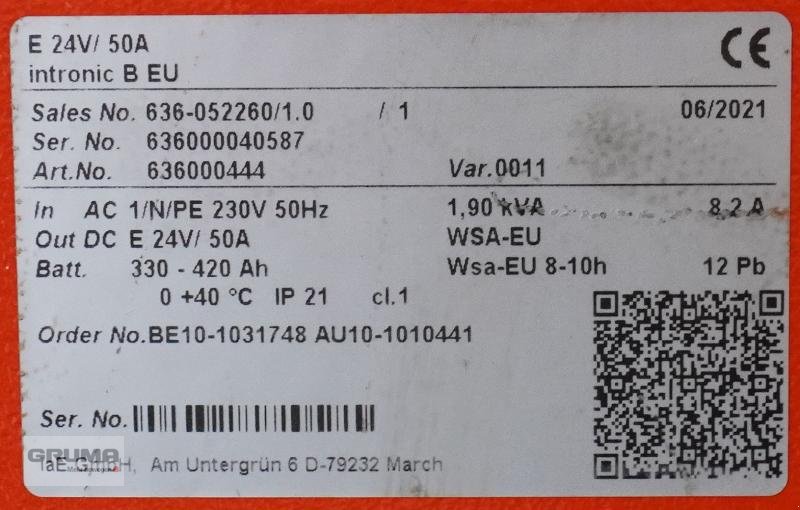 E 24V/ 50A
intronic B EU
CE
Sales No. 636-052260/1.0 / 1 06/2021
Ser. No. 636000040587
Art.No. 636000444 Var.0011
In AC 1/N/PE 230V 50Hz 1,90 kVA 8,2 A
Out DC E 24V/ 50A WSA-EU
Batt. 330 - 420 Ah Wsa-EU 8-10h 12 Pb
0 +40 °C IP 21 cl.1
Order No.BE10-1031748 AU10-1010441
Ser. No.
GRUMA
GmbH, Am Untergrün 6 D-79232 March